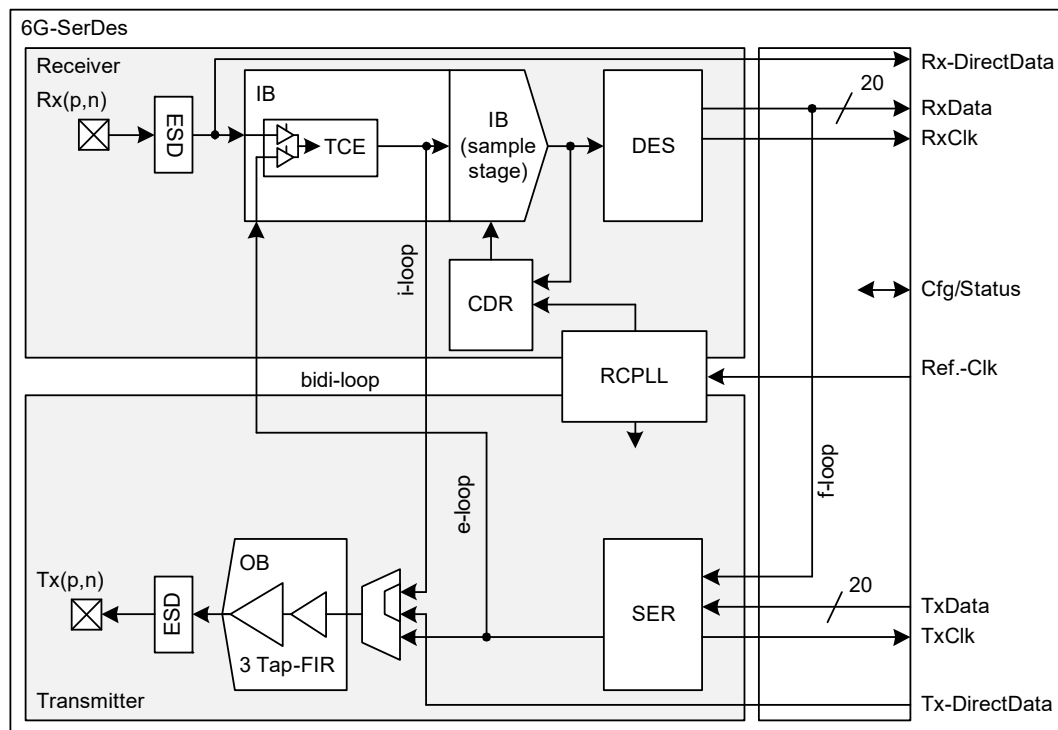 6G-SerDes
Receiver
Rx-DirectData
Rx(p,n)
ESD
IB
TCE
IB
(sample
stage)
DES
20
RxData
RxClk
i-loop
CDR
Cfg/Status
RCPLL
Ref.-Clk
bidi-loop
e-loop
f-loop
Tx(p,n)
ESD
OB
3 Tap-FIR
SER
20
TxData
TxClk
Transmitter
Tx-DirectData